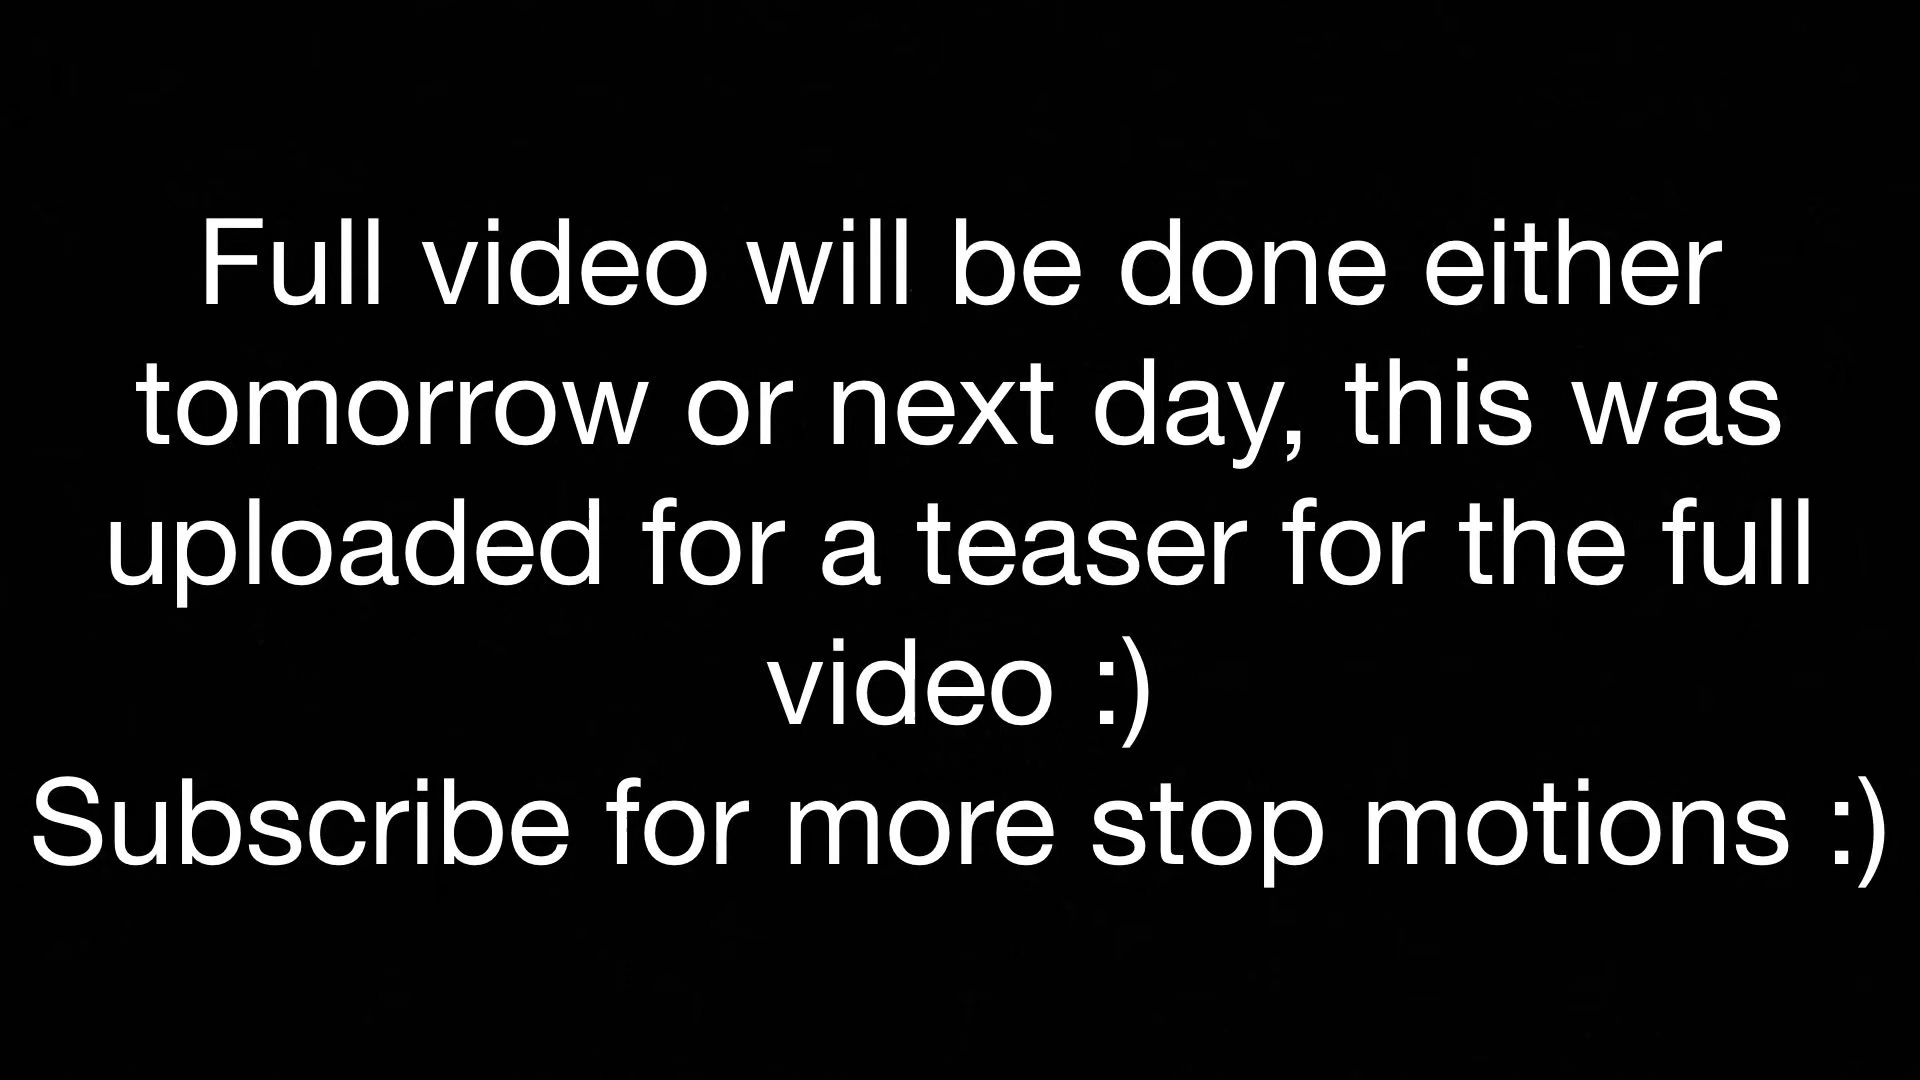 Full video will be done either
tomorrow or next day, this was
uploaded for a teaser for the full
video :)
Subscribe for more stop motions :)